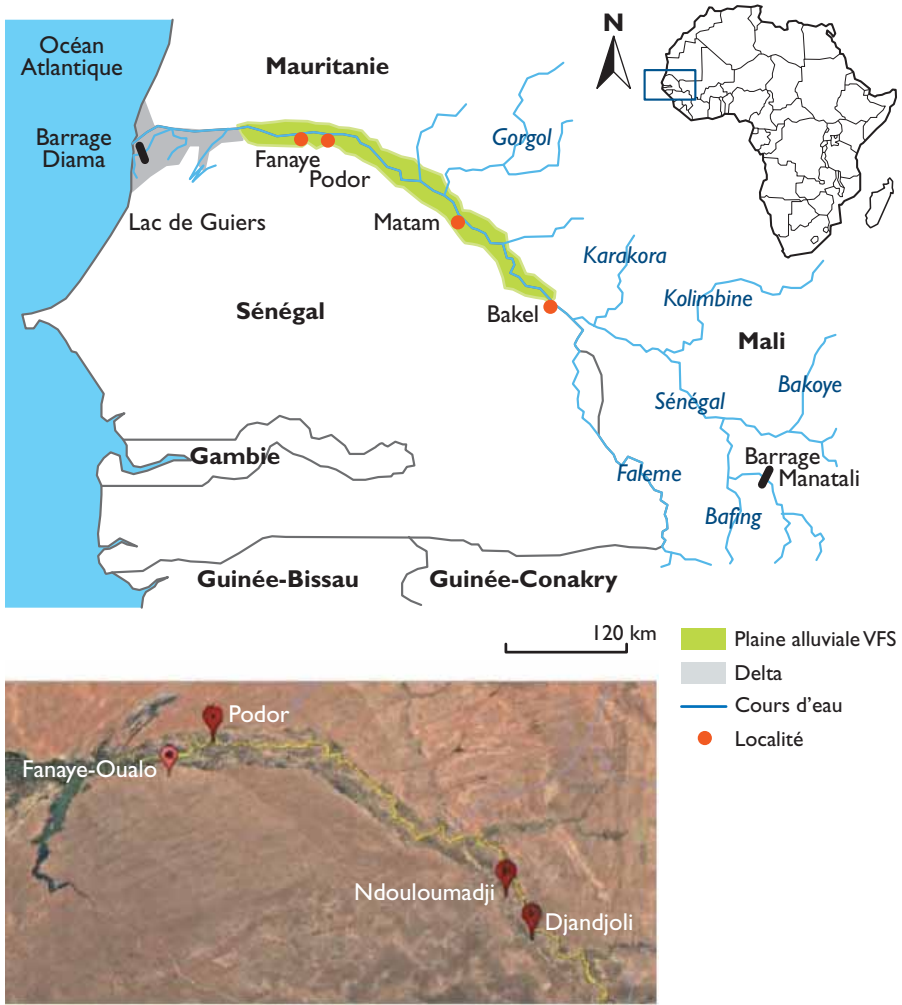 Océan
Atlantique
Mauritanie
N
Barrage
Diama
Gorgol
Fanaye
Podor
Lac de Guiers
Matam
Karakora
Kolimbine
Sénégal
Bakel
Mali
Bakoye
Sénégal
Gambie
Barrage
Manatali
Faleme
Bafing
Guinée-Bissau
Guinée-Conakry
120 km
Plaine alluviale VFS
Delta
Cours d'eau
Localité
Podor
Fanaye-Oualo
Ndouloumadji
Djandjoli